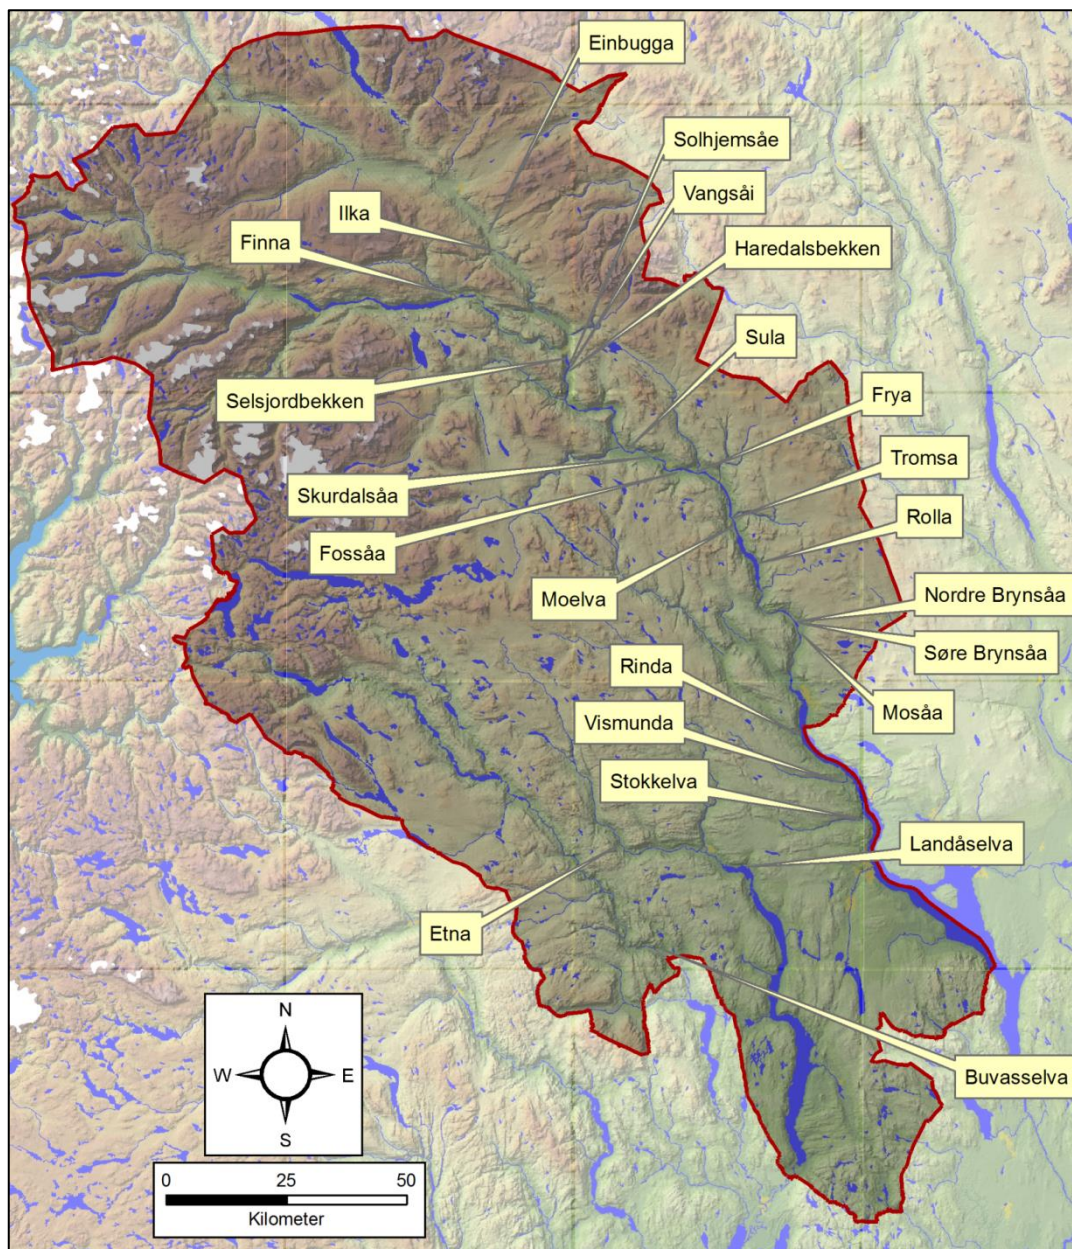 Einbugga
Solhjemsåe
Vangsåi
Ilka
Haredalsbekken
Finna
Sula
Selsjordbekken
Frya
Tromsa
Skurdalsåa
Rolla
Fossåa
Moelva
Nordre Brynsåa
Søre Brynsåa
Rinda
Mosåa
Vismunda
Stokkelva
Landåselva
Etna
N
W E
S
Buvasselva
0 25 50
Kilometer